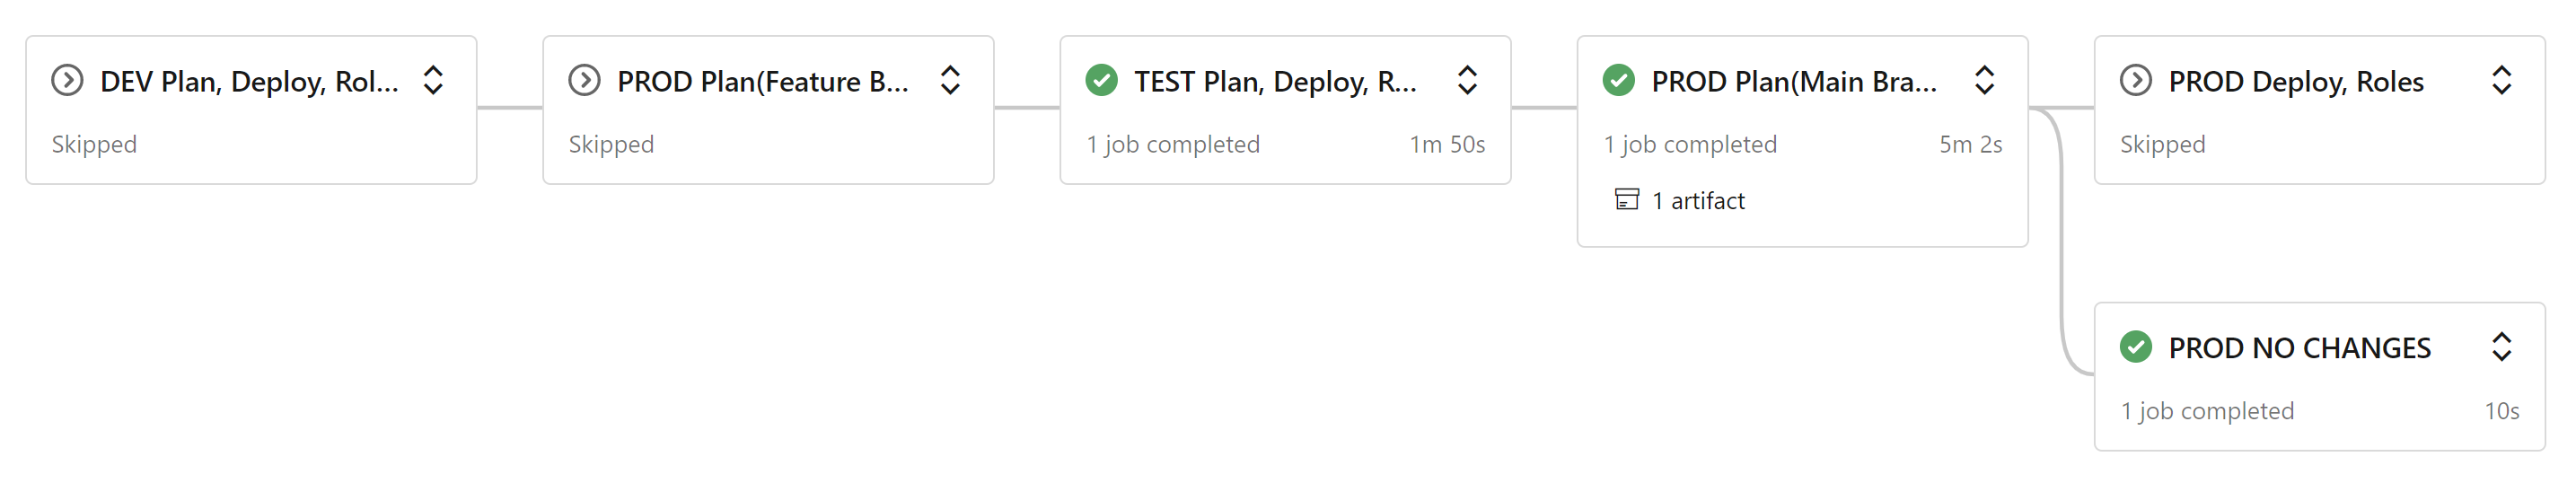 DEV Plan, Deploy, Rol...
Skipped
PROD Plan(Feature B...
Skipped
TEST Plan, Deploy, R...
1 job completed 1m 50s
PROD Plan(Main Bra...
1 job completed 5m 2s
1 artifact
PROD Deploy, Roles
Skipped
PROD NO CHANGES
1 job completed 10s